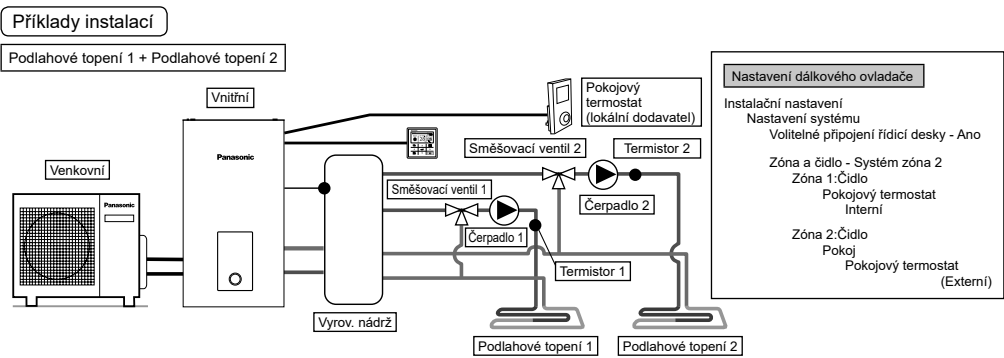 Příklady instalací
Podlahové topení 1 + Podlahové topení 2
Vnitřní
Pokojový
termostat
(lokální dodavatel)
Venkovní
Panasonic
Panasonic
Směšovací ventil 2
Termistor 2
Směšovací ventil 1
Čerpadlo 2
Čerpadlo 1
Termistor 1
Vyrov. nádrž
Podlahové topení 1
Podlahové topení 2
Nastavení dálkového ovladače
Instalační nastavení
Nastavení systému
Volitelné připojení řídicí desky - Ano
Zóna a čidlo - Systém zóna 2
Zóna 1:Čidlo
Pokojový termostat
Interní
Zóna 2:Čidlo
Pokoj
Pokojový termostat
(Externí)